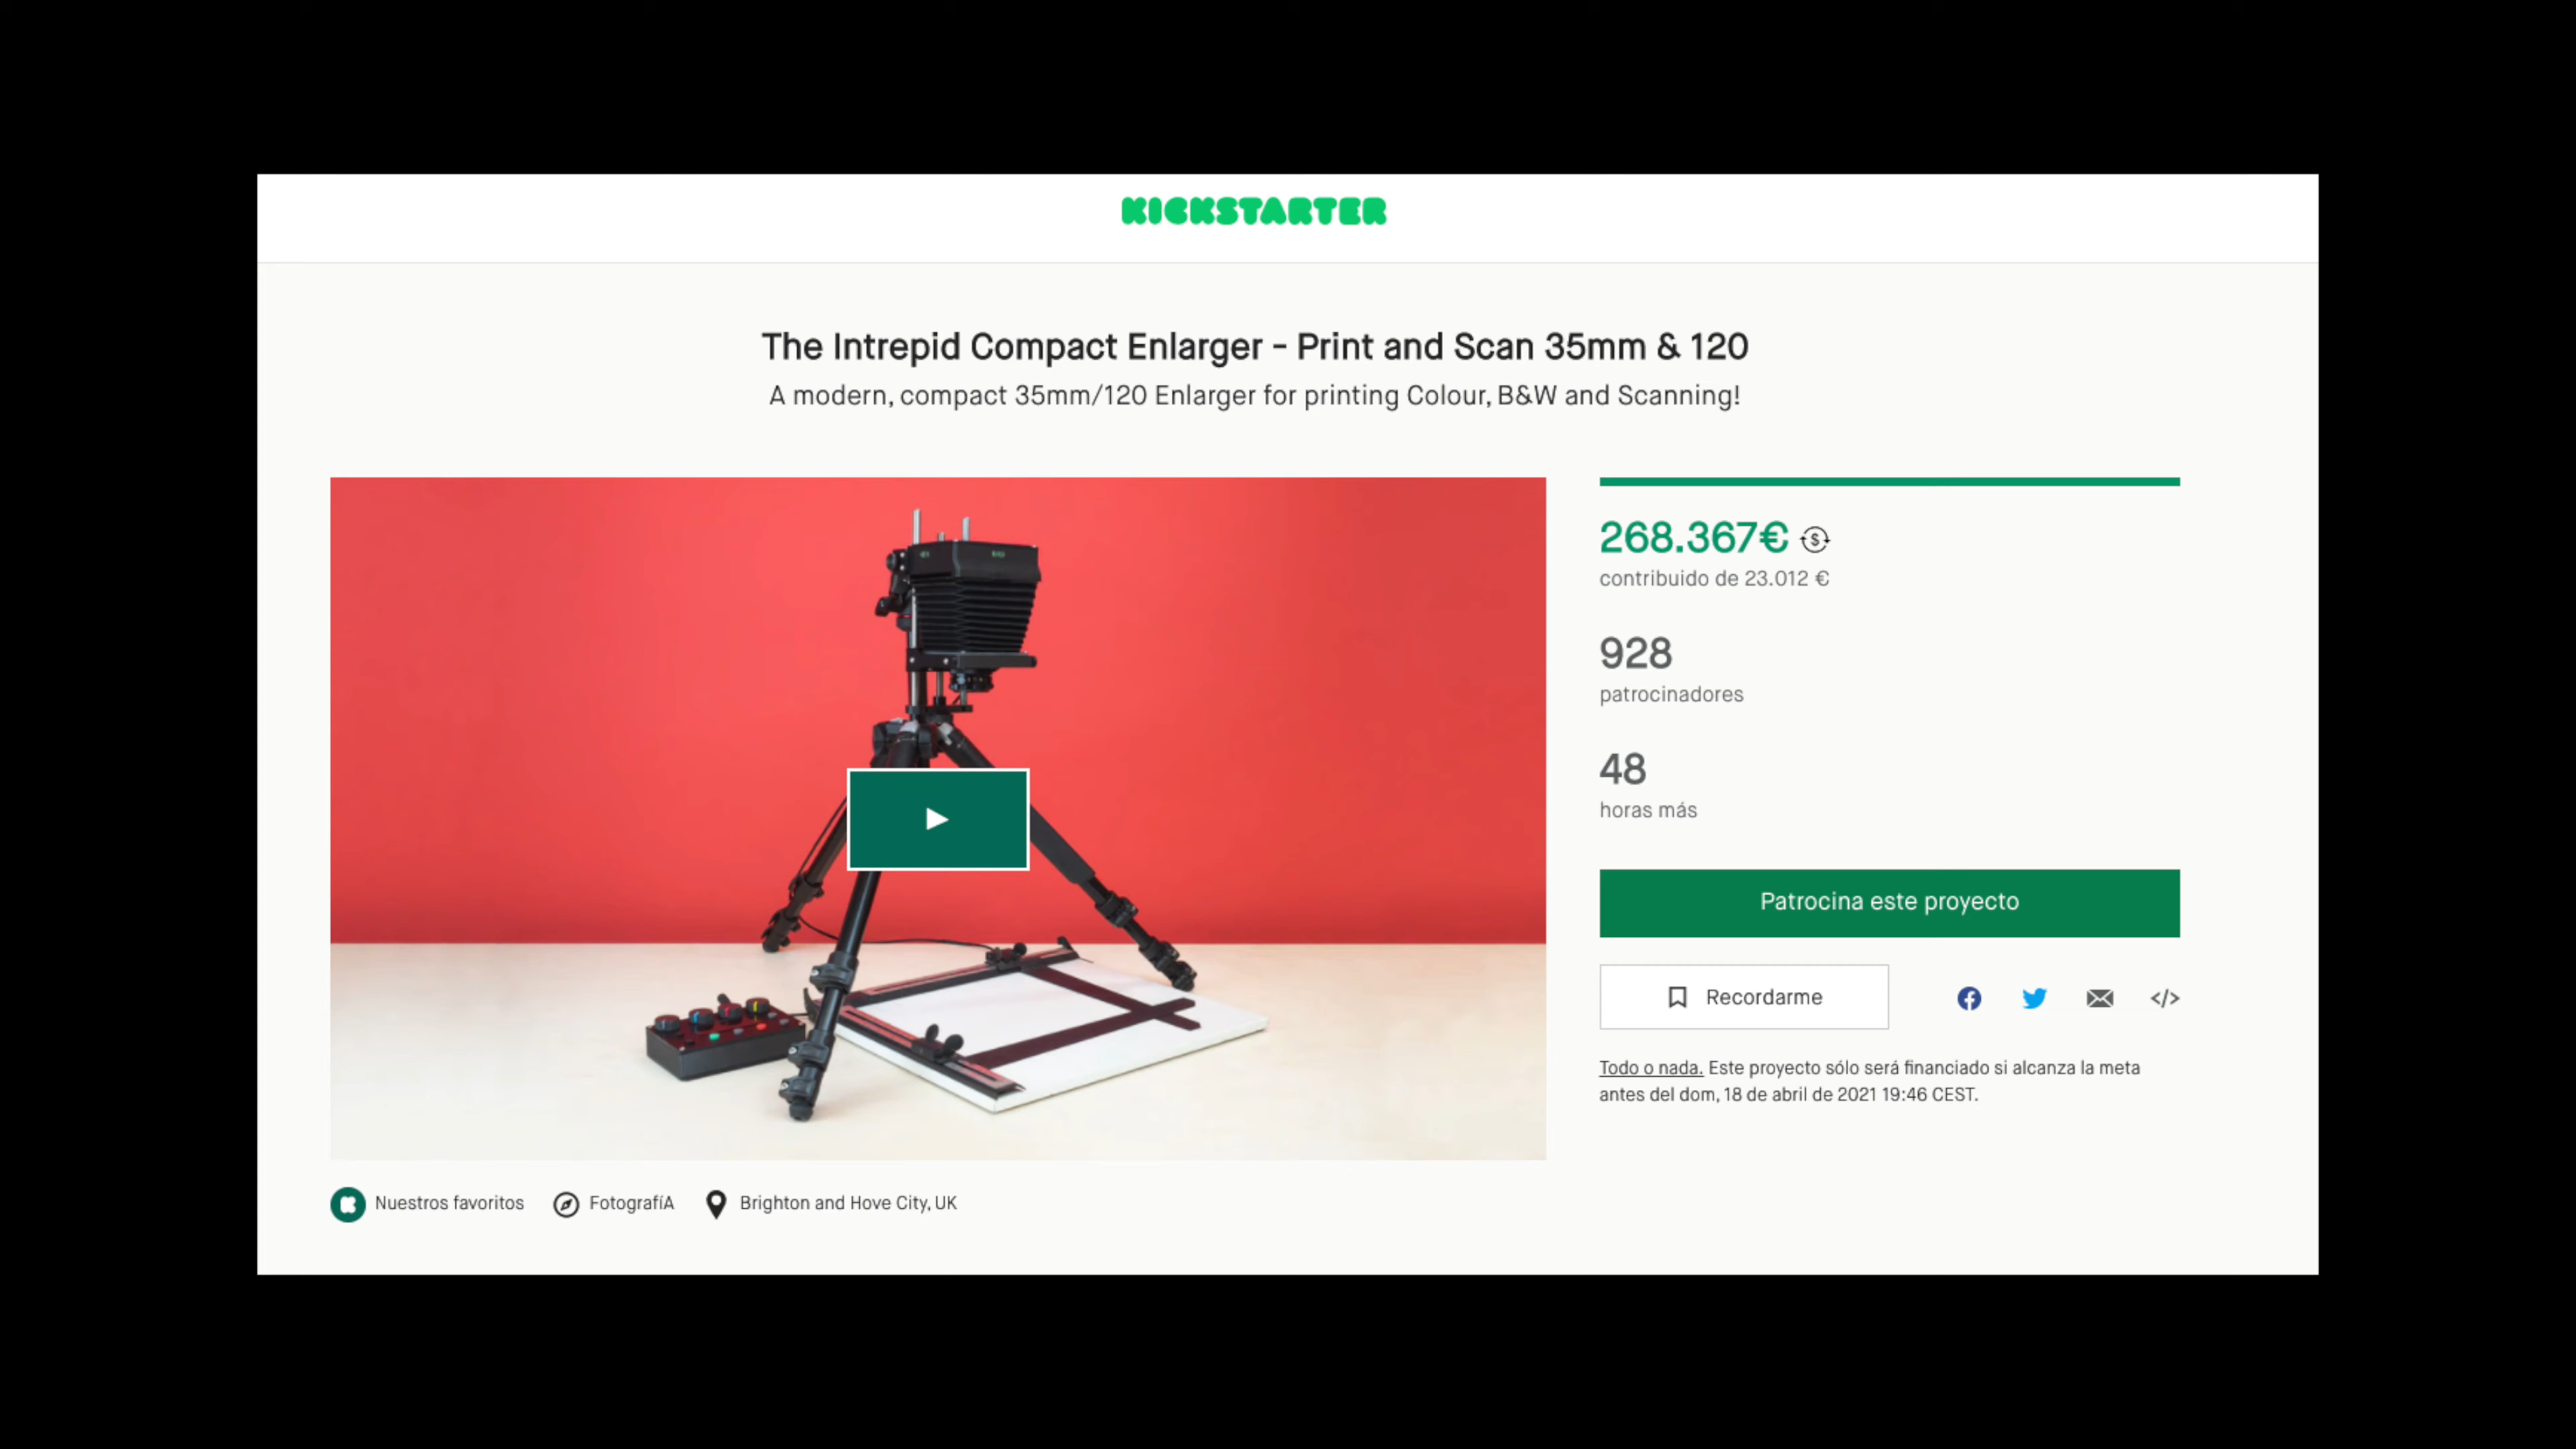 KICKSTARTER
The Intrepid Compact Enlarger - Print and Scan 35mm & 120
A modern, compact 35mm/120 Enlarger for printing Colour, B&W and Scanning!
268.367€
contribuido de 23.012 €
928
patrocinadores
48
horas más
Patrocina este proyecto
Recordarme
Todo o nada. Este proyecto sólo será financiado si alcanza la meta
antes del dom, 18 de abril de 2021 19:46 CEST.
Nuestros favoritos FotografíA Brighton and Hove City, UK